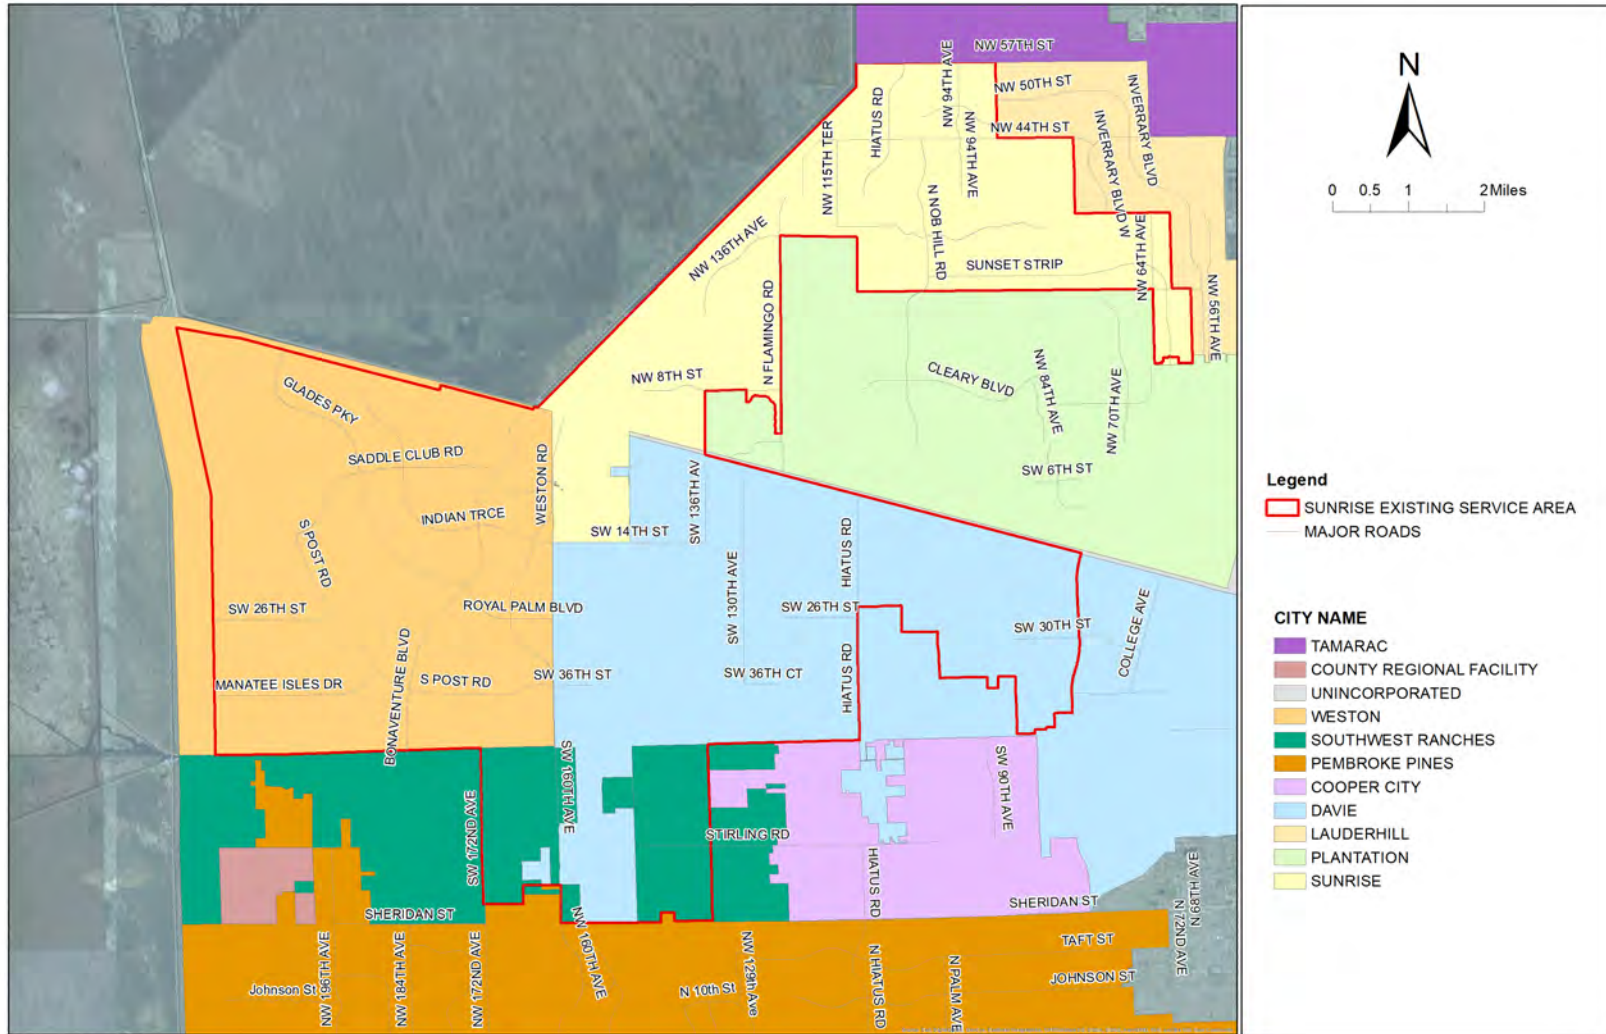 NW 57TH ST
NW 94TH AVE
HIATUS RD
NW 50TH ST
INVERRARY BLVD
NW 115TH TER
NW 44TH ST
NW 94TH AVE
INVERRARY BLVD W
N NOB HILL RD
NW 136TH AVE
NW 64TH AVE
SUNSET STRIP
N FLAMINGO RD
NW 56TH AVE
NW 8TH ST
CLEARY BLVD
NW 84TH AVE
NW 70TH AVE
GLADES PKY
SADDLE CLUB RD
WESTON RD
SW 136TH AV
SW 6TH ST
INDIAN TRCE
SW 14TH ST
S POST RD
HIATUS RD
SW 130TH AVE
SW 26TH ST
ROYAL PALM BLVD
SW 26TH ST
SW 30TH ST
COLLEGE AVE
BONAVENTURE BLVD
MANATEE ISLES DR
S POST RD
SW 36TH ST
SW 36TH CT
HIATUS RD
SW 172ND AVE
SW 160TH AVE
SW 90TH AVE
STIRLING RD
HIATUS RD
SHERIDAN ST
SHERIDAN ST
N 72ND AVE
N 68TH AVE
NW 196TH AVE
NW 184TH AVE
NW 172ND AVE
NW 160TH AVE
NW 129th Ave
N HIATUS RD
N PALM AVE
TAFT ST
JOHNSON ST
Johnson St
N 10th St
N
0 0.5 1 2 Miles
Legend
SUNRISE EXISTING SERVICE AREA
MAJOR ROADS
CITY NAME
TAMARAC
COUNTY REGIONAL FACILITY
UNINCORPORATED
WESTON
SOUTHWEST RANCHES
PEMBROKE PINES
COOPER CITY
DAVIE
LAUDERHILL
PLANTATION
SUNRISE